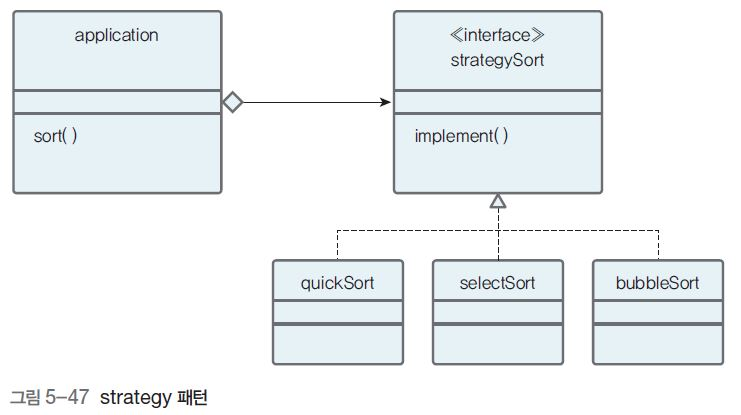 application
sort( )
≪interface≫
strategySort
implement( )
quickSort
selectSort
bubbleSort
그림 5-47 strategy 패턴